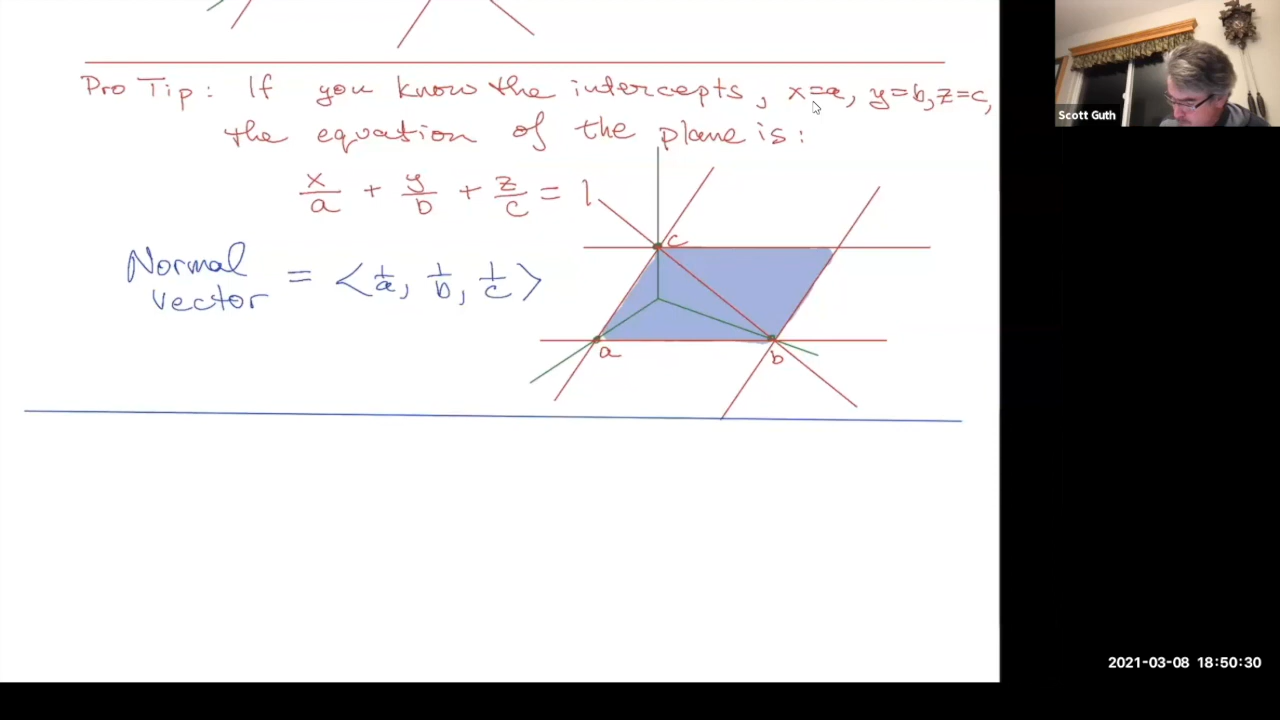 Pro Tip: If you know the intercepts, x=a, y=b, z=c,
the equation of the plane is:
x/a + y/b + z/c = 1
Normal vector = <1/a, 1/b, 1/c>
c
a
b
Scott Guth
2021-03-08 18:50:30